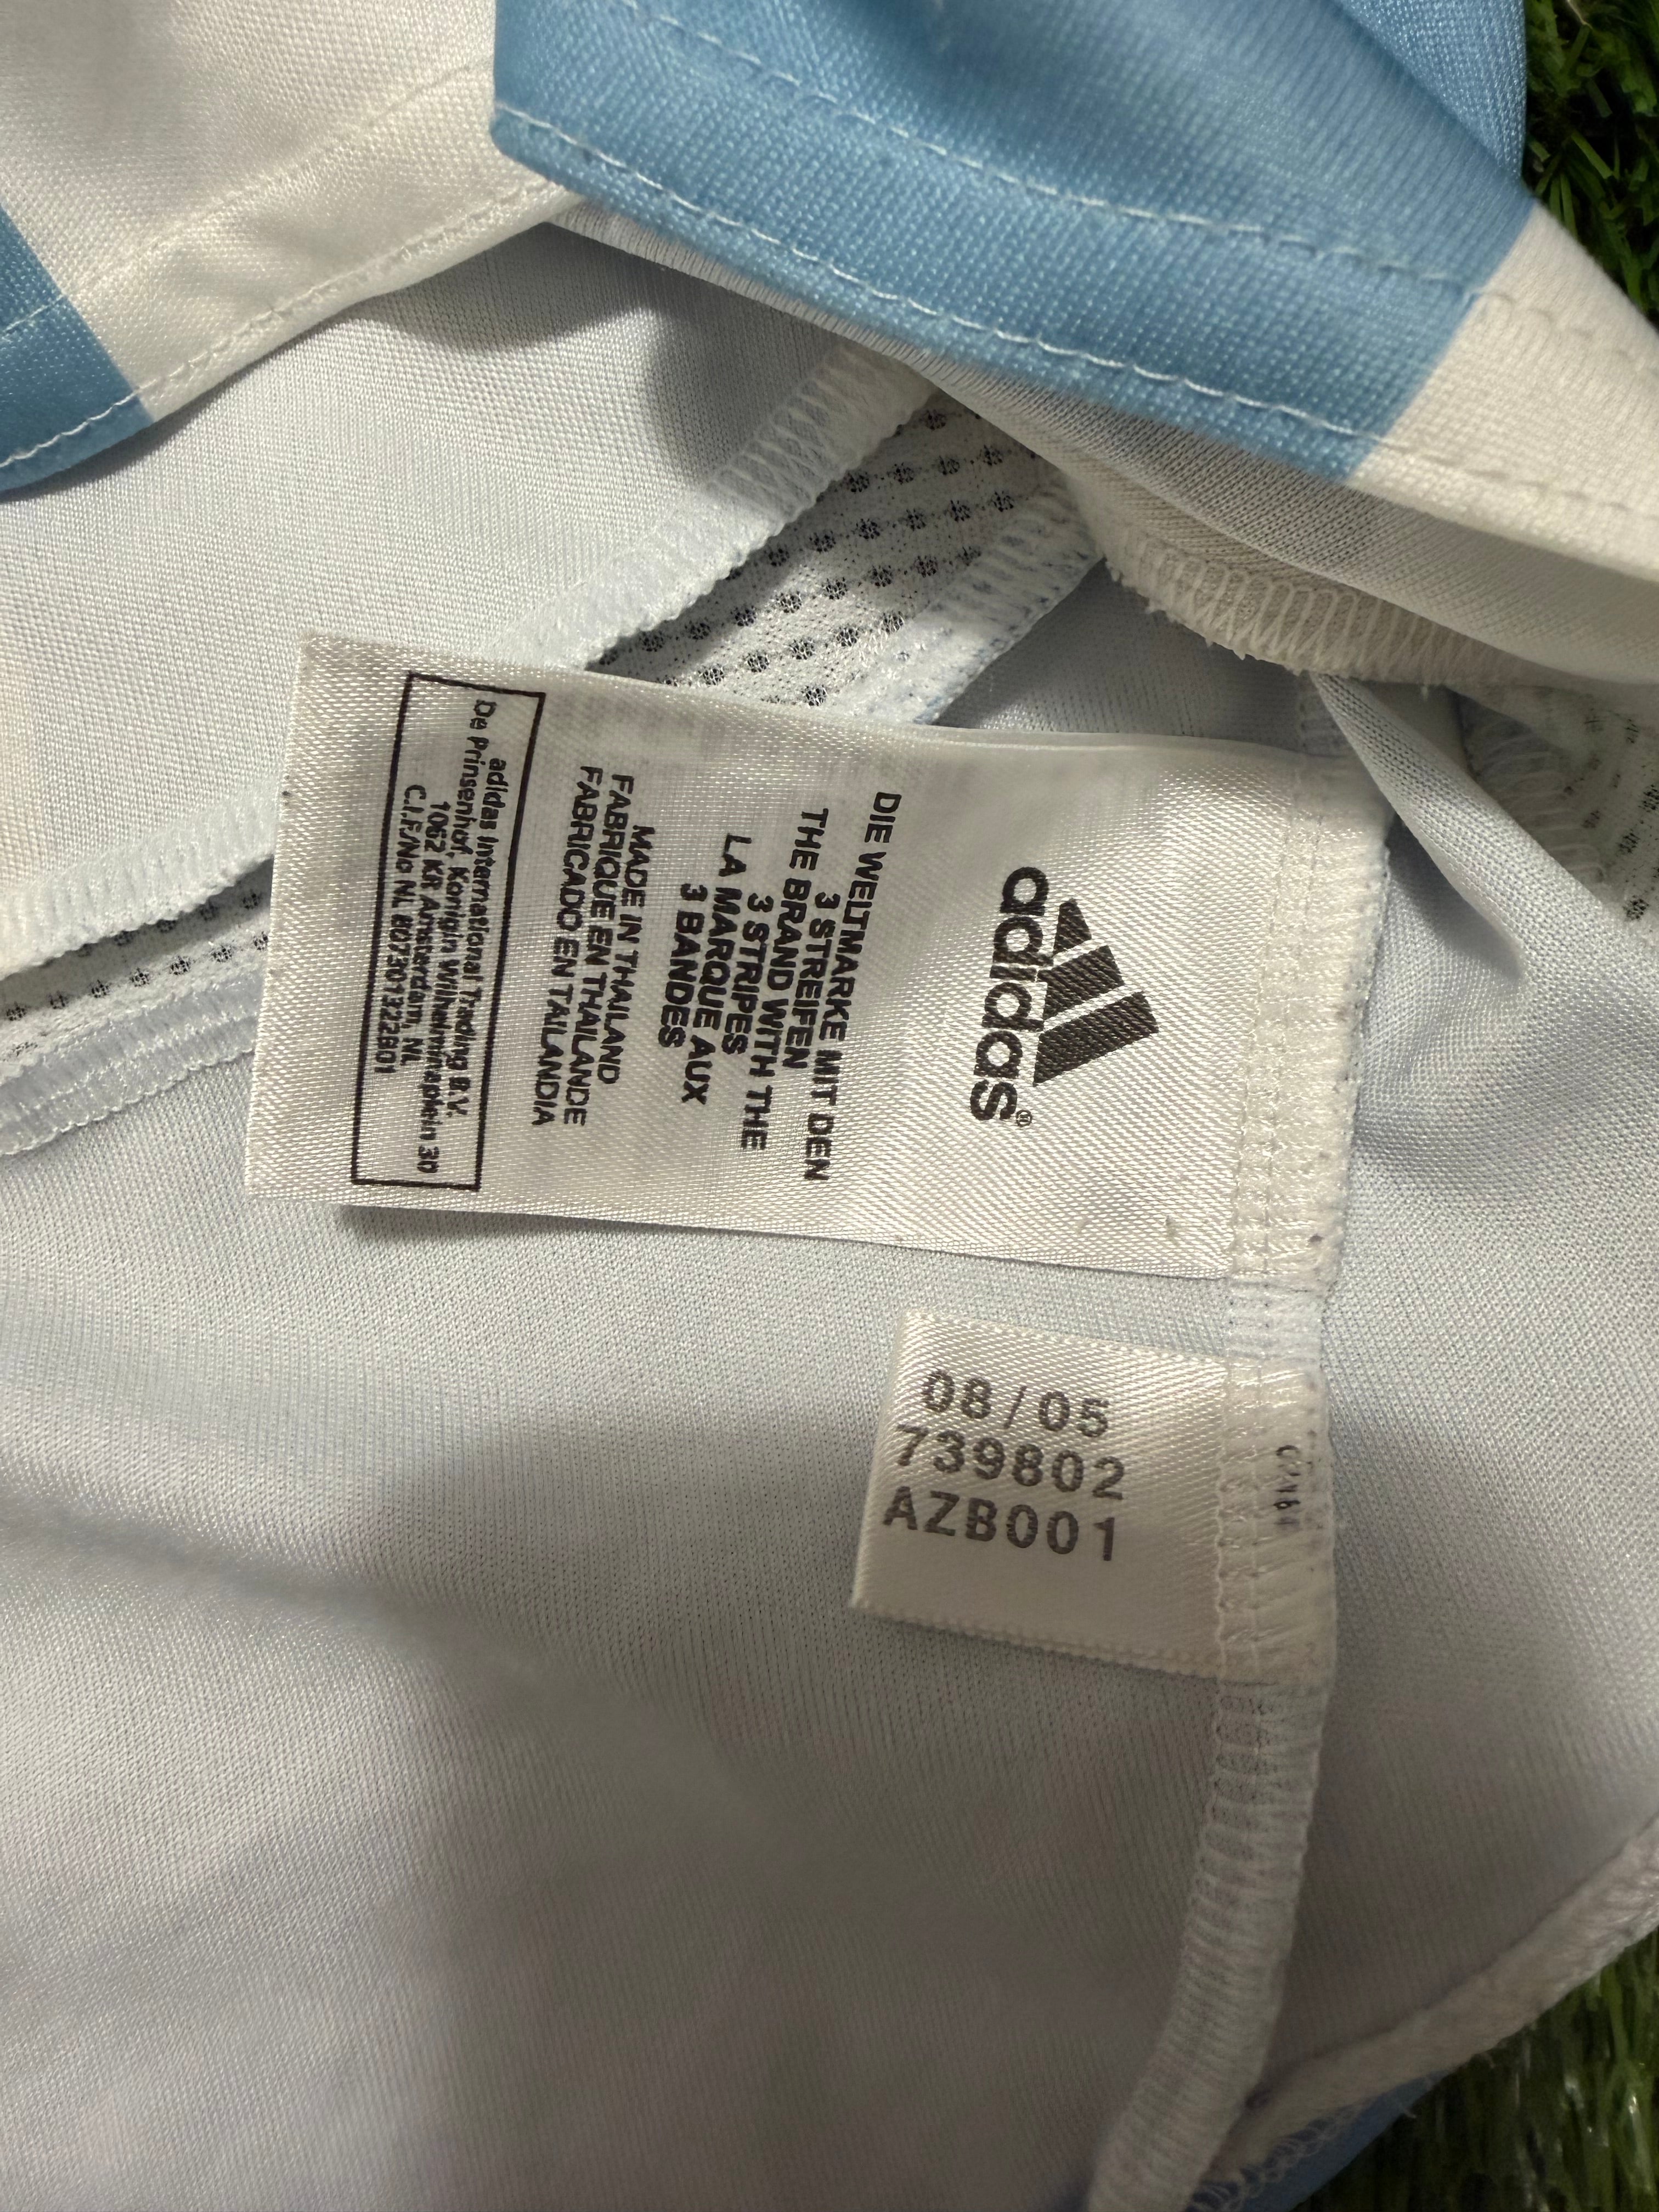 adidas®
DIE WELTMARKE MIT DEN
3 STREIFEN
THE BRAND WITH THE
3 STRIPES
LA MARQUE AUX
3 BANDES
MADE IN THAILAND
FABRIQUE EN THAILANDE
FABRICADO EN TAILANDIA
adidas International Trading B.V.
De Prinsenhof, Koningin Wilhelminaplein 30
1062 KR Amsterdam, NL
C.I.F/No NL 807301322B01
08/05
739802
AZB001